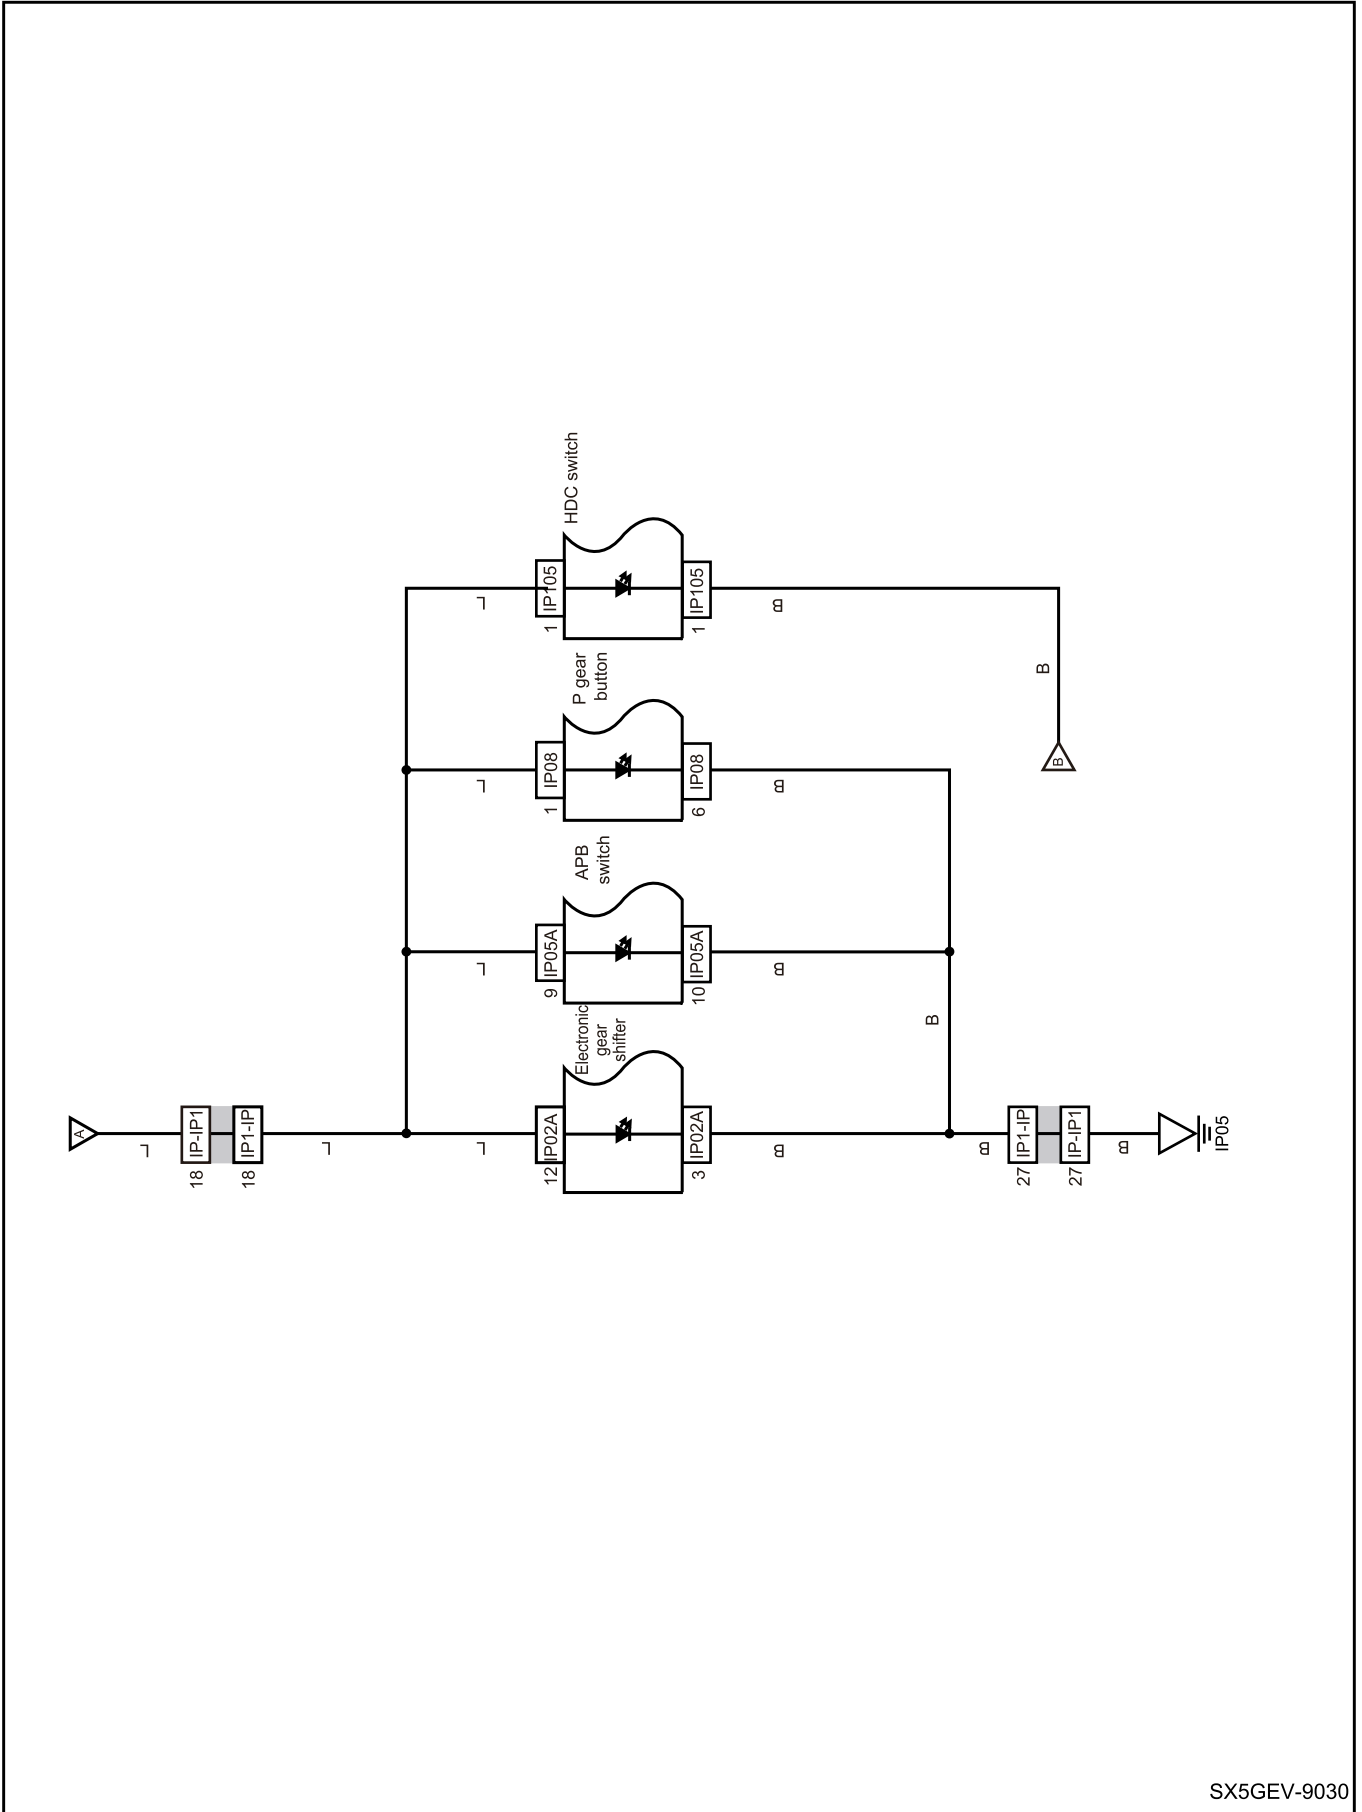 A
L
IP-IP1
18
IP1-IP
18
L
L
L
L
L
12
IP02A
Electronic
gear
shifter
IP02A
3
9
IP05A
APB
switch
IP05A
10
1
IP08
P gear
button
IP08
6
1
IP105
HDC switch
IP105
1
B
B
B
B
B
B
B
B
IP1-IP
27
IP-IP1
27
B
IP05
B
SX5GEV-9030